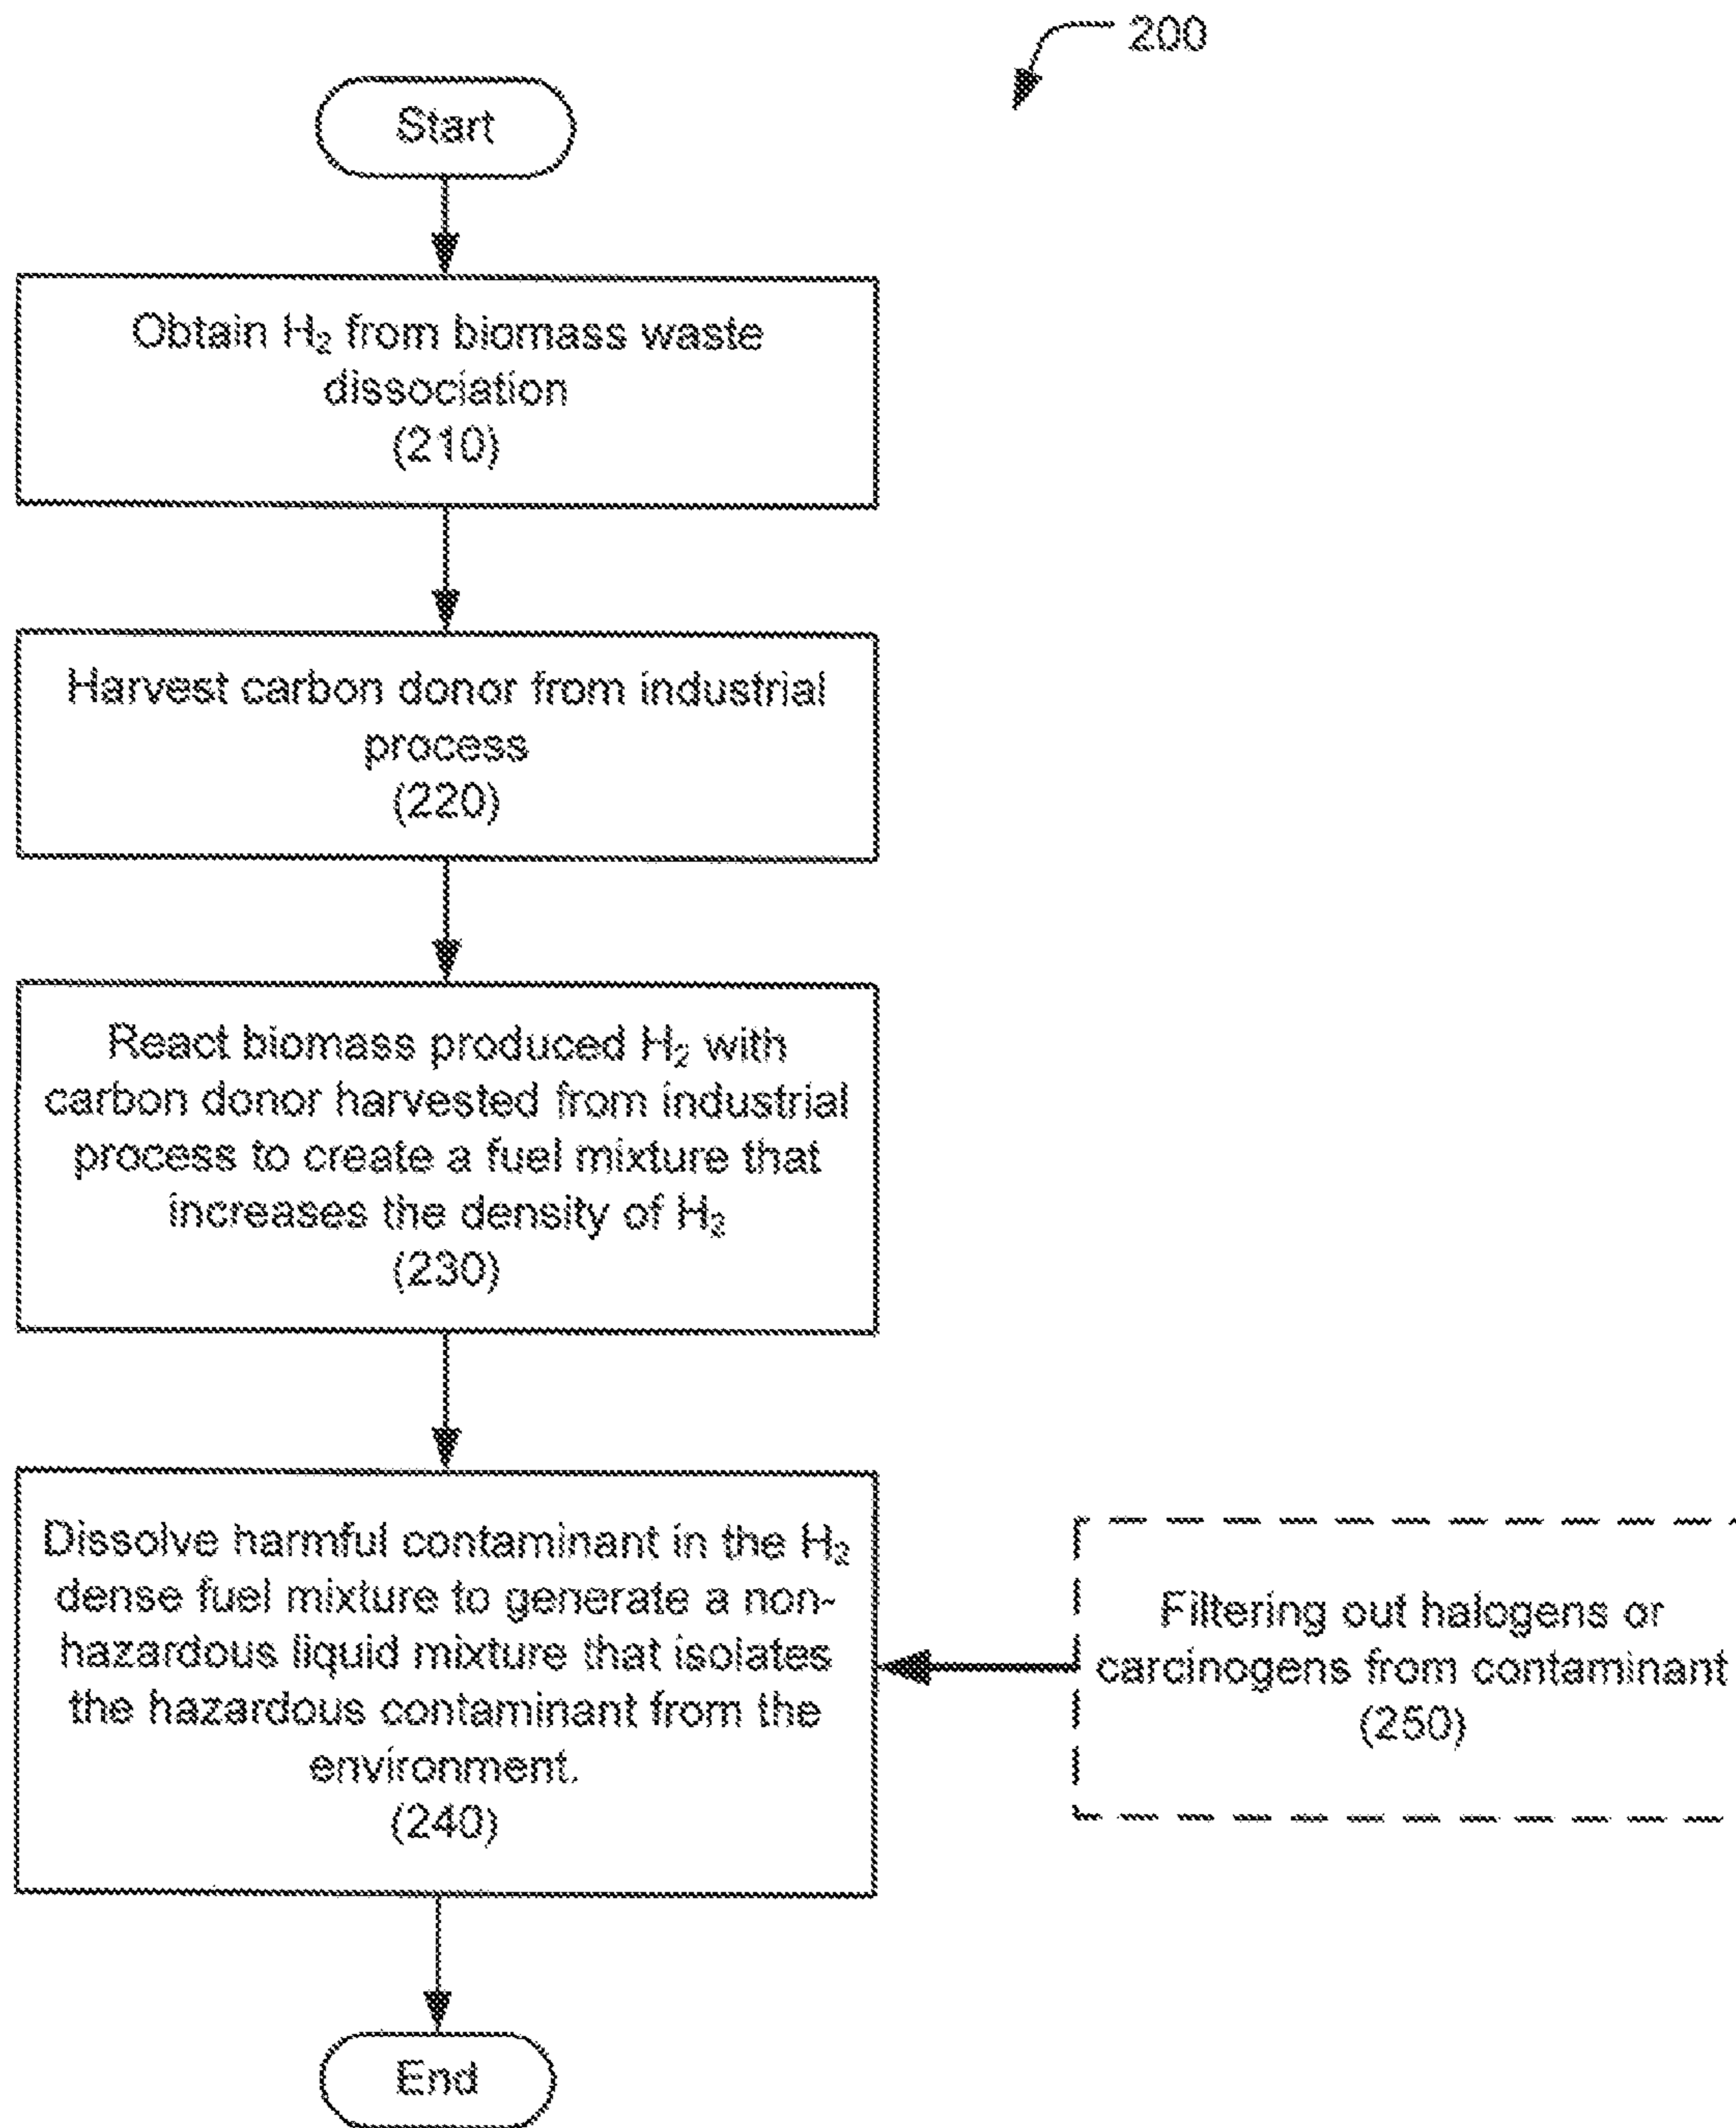 200
Start
Obtain H₂ from biomass waste
dissociation
(210)
Harvest carbon donor from industrial
process
(220)
React biomass produced H₂ with
carbon donor harvested from industrial
process to create a fuel mixture that
increases the density of H₂
(230)
Dissolve harmful contaminant in the H₂
dense fuel mixture to generate a non-
hazardous liquid mixture that isolates
the hazardous contaminant from the
environment.
(240)
Filtering out halogens or
carcinogens from contaminant
(250)
End